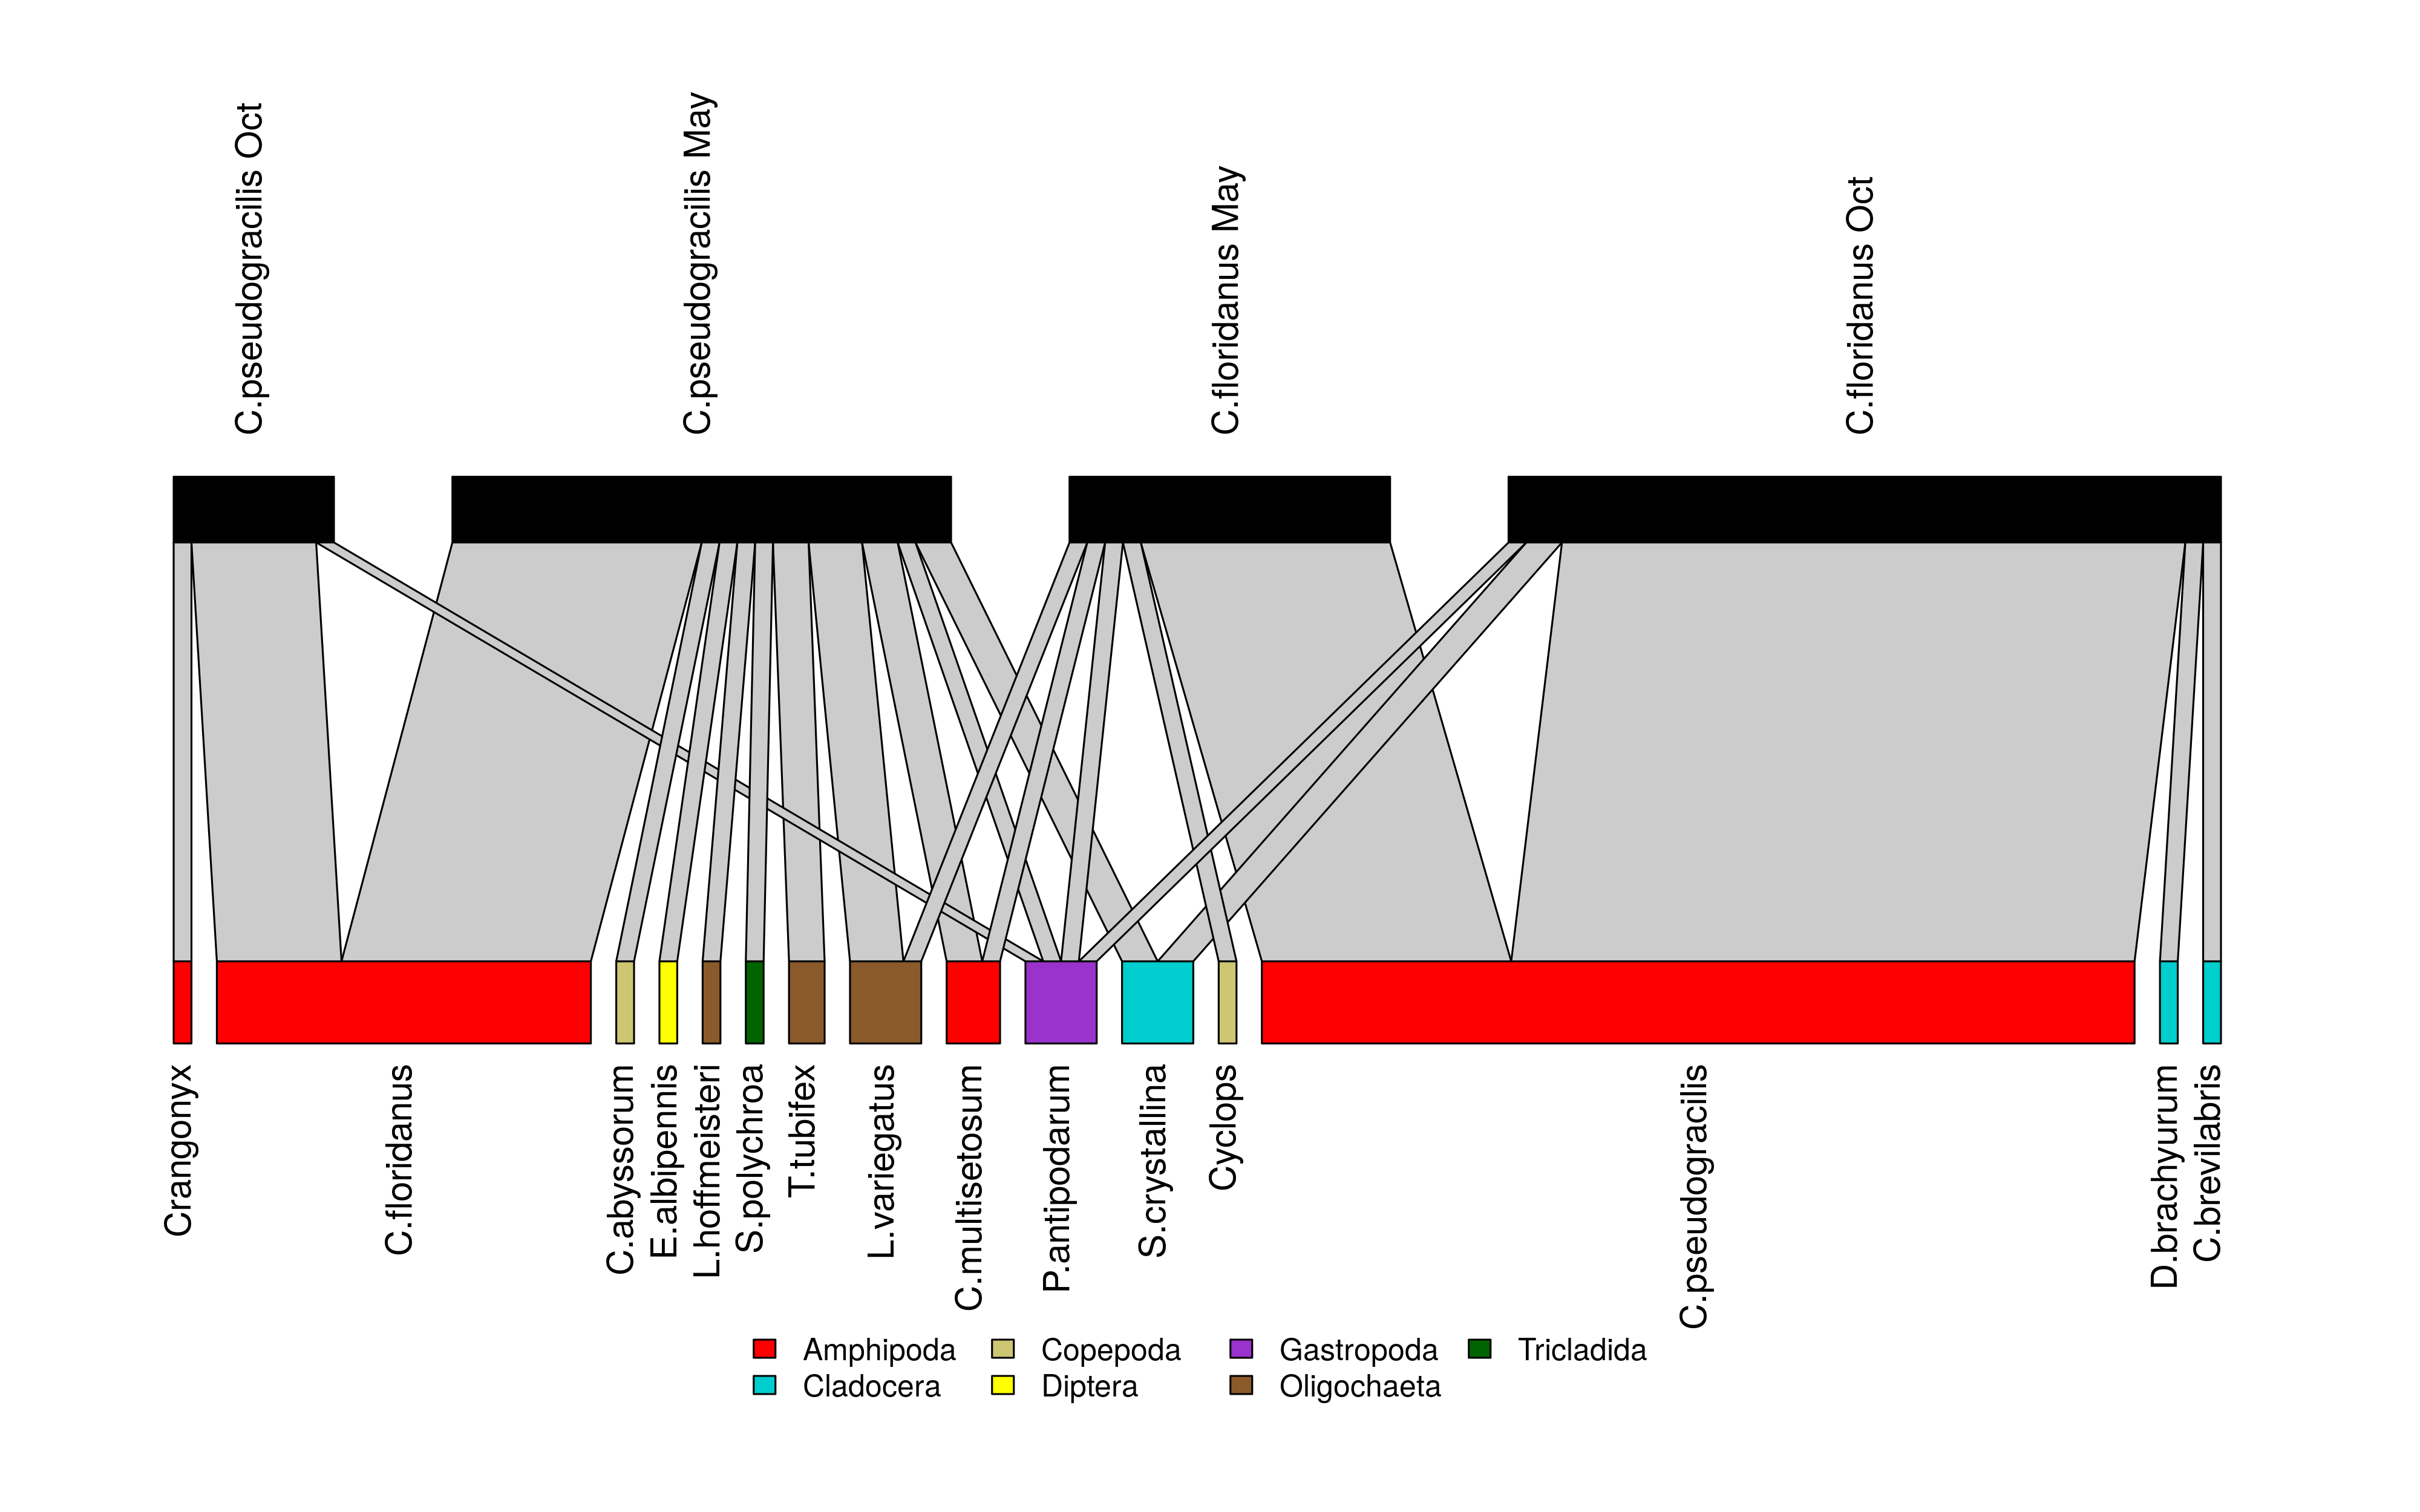 C.pseudogracilis Oct
C.pseudogracilis May
C.floridanus May
C.floridanus Oct
Crangonyx
C.floridanus
C.abyssorum
E.albipennis
L.hoffmeisteri
S.polychroa
T.tubifex
L.variegatus
C.multisetosum
P.antipodarum
S.crystallina
Cyclops
C.pseudogracilis
D.brachyurum
C.brevilabris
Amphipoda Copepoda Gastropoda Tricladida
Cladocera Diptera Oligochaeta